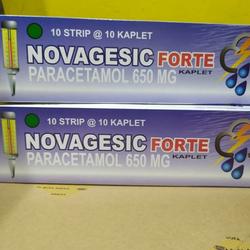 10 STRIP @ 10 KAPLET
NOVAGESIC FORTE
PARACETAMOL 650 MG
KAPLET
10 STRIP @ 10 KAPLET
NOVAGESIC FORTE
PARACETAMOL 650 MG
KAPLET